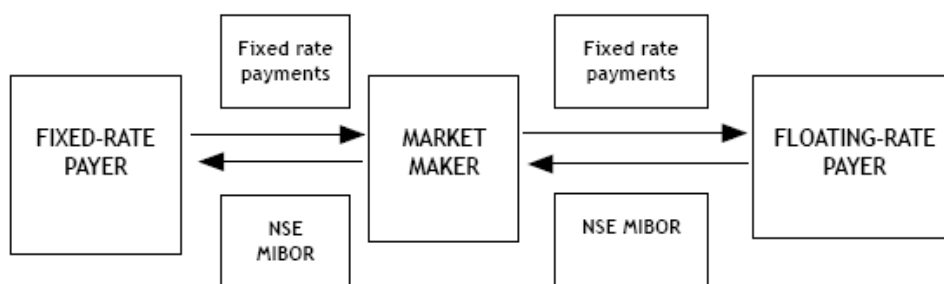 Fixed rate
payments
Fixed rate
payments
FIXED-RATE
PAYER
MARKET
MAKER
FLOATING-RATE
PAYER
NSE
MIBOR
NSE MIBOR